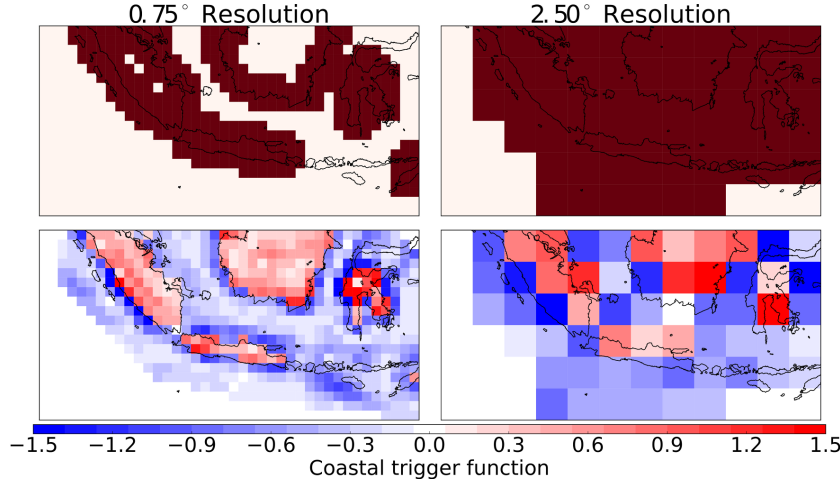 0.75° Resolution
2.50° Resolution
−1.5 −1.2 −0.9 −0.6 −0.3 0.0 0.3 0.6 0.9 1.2 1.5
Coastal trigger function